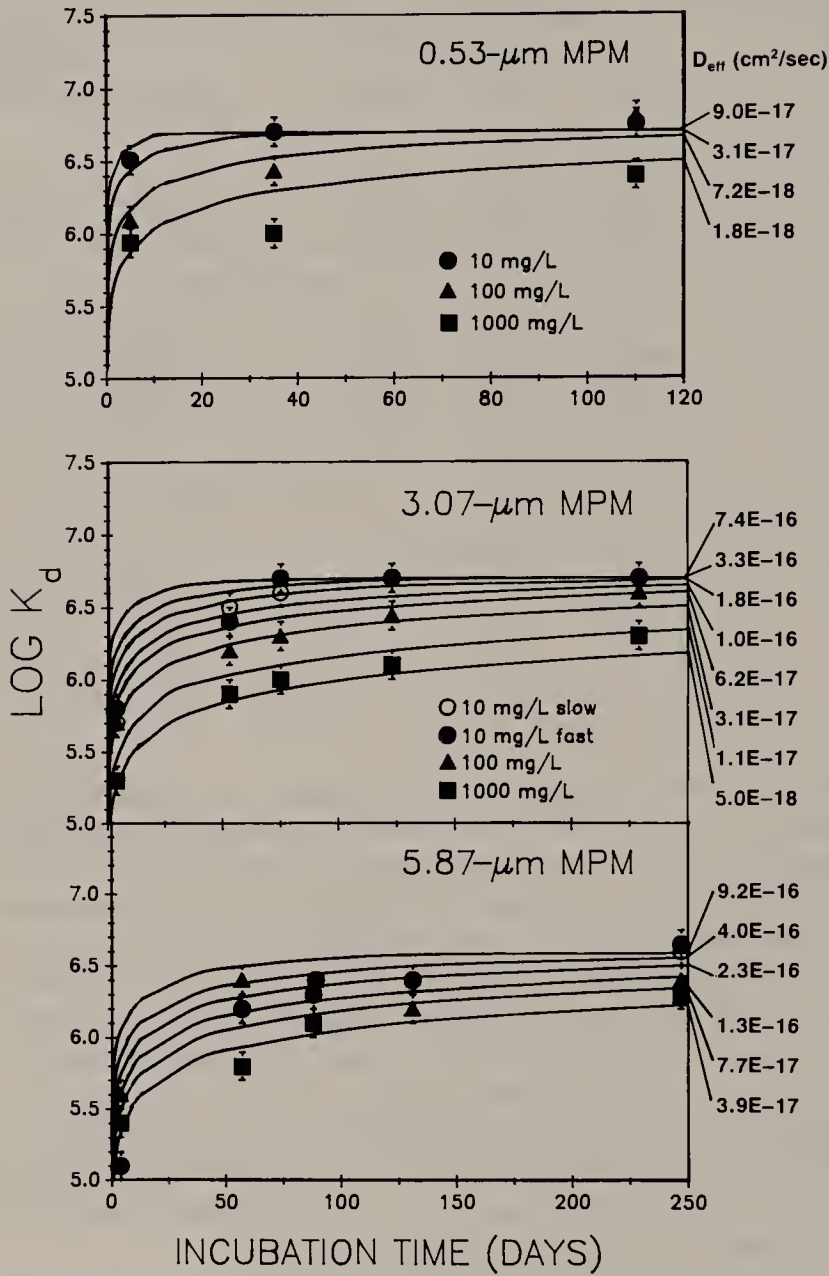 0.53-μm MPM
D_eff (cm²/sec)
7.5
7.0
6.5
6.0
5.5
5.0
9.0E-17
3.1E-17
7.2E-18
1.8E-18
10 mg/L
100 mg/L
1000 mg/L
0 20 40 60 80 100 120
LOG K_d
3.07-μm MPM
7.5
7.0
6.5
6.0
5.5
5.0
7.4E-16
3.3E-16
1.8E-16
1.0E-16
6.2E-17
3.1E-17
1.1E-17
5.0E-18
10 mg/L slow
10 mg/L fast
100 mg/L
1000 mg/L
5.87-μm MPM
7.0
6.5
6.0
5.5
5.0
9.2E-16
4.0E-16
2.3E-16
1.3E-16
7.7E-17
3.9E-17
0 50 100 150 200 250
INCUBATION TIME (DAYS)